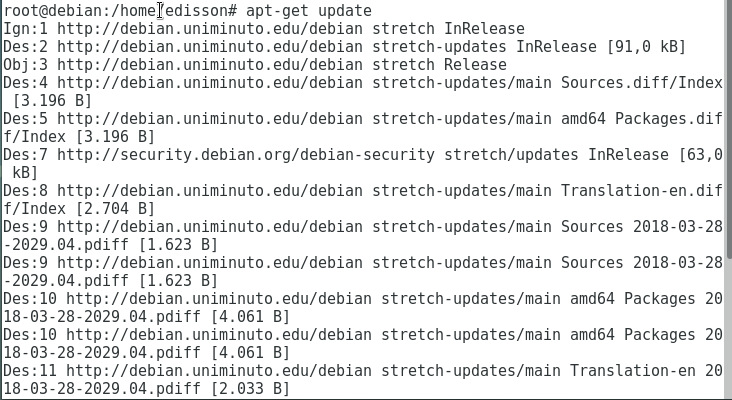 root@debian:/home/edisson# apt-get update
Ign:1 http://debian.uniminuto.edu/debian stretch InRelease
Des:2 http://debian.uniminuto.edu/debian stretch-updates InRelease [91,0 kB]
Obj:3 http://debian.uniminuto.edu/debian stretch Release
Des:4 http://debian.uniminuto.edu/debian stretch-updates/main Sources.diff/Index
 [3.196 B]
Des:5 http://debian.uniminuto.edu/debian stretch-updates/main amd64 Packages.dif
f/Index [3.196 B]
Des:7 http://security.debian.org/debian-security stretch/updates InRelease [63,0
 kB]
Des:8 http://debian.uniminuto.edu/debian stretch-updates/main Translation-en.dif
f/Index [2.704 B]
Des:9 http://debian.uniminuto.edu/debian stretch-updates/main Sources 2018-03-28
-2029.04.pdiff [1.623 B]
Des:9 http://debian.uniminuto.edu/debian stretch-updates/main Sources 2018-03-28
-2029.04.pdiff [1.623 B]
Des:10 http://debian.uniminuto.edu/debian stretch-updates/main amd64 Packages 20
18-03-28-2029.04.pdiff [4.061 B]
Des:10 http://debian.uniminuto.edu/debian stretch-updates/main amd64 Packages 20
18-03-28-2029.04.pdiff [4.061 B]
Des:11 http://debian.uniminuto.edu/debian stretch-updates/main Translation-en 20
18-03-28-2029.04.pdiff [2.033 B]